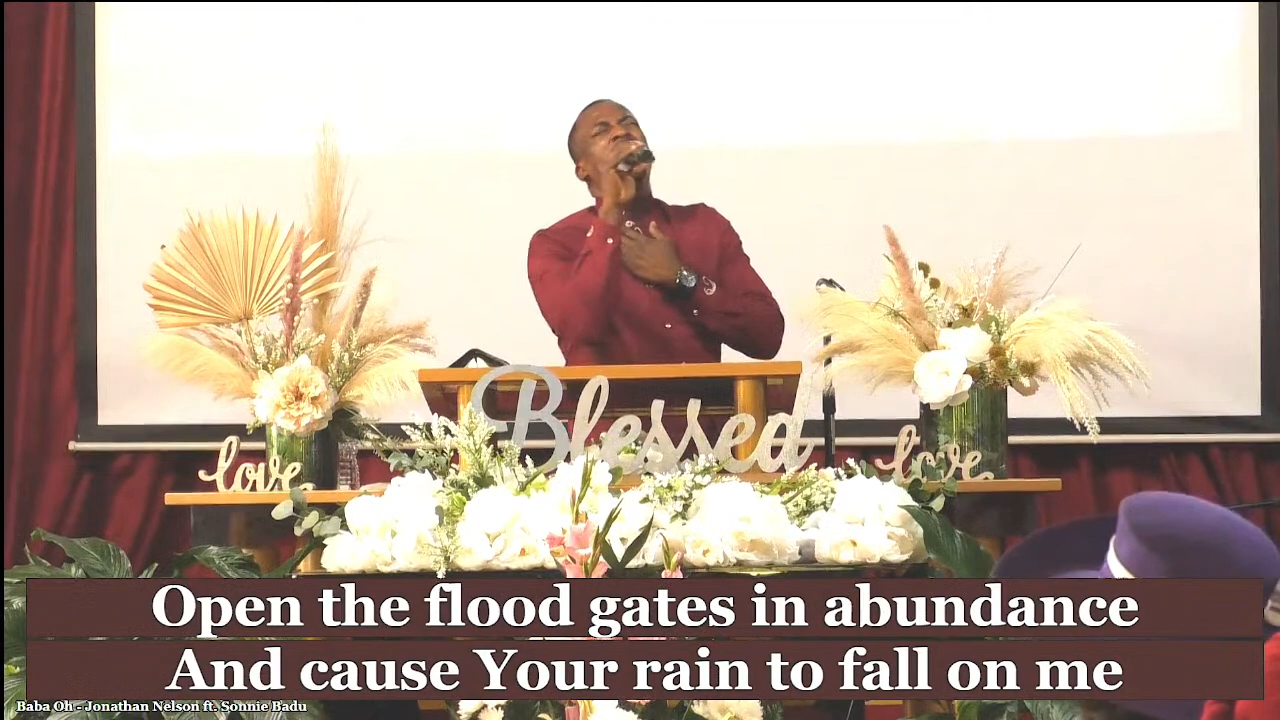 Blessed
love
love
Open the flood gates in abundance
And cause Your rain to fall on me
Baba Oh - Jonathan Nelson ft. Sonnie Badu